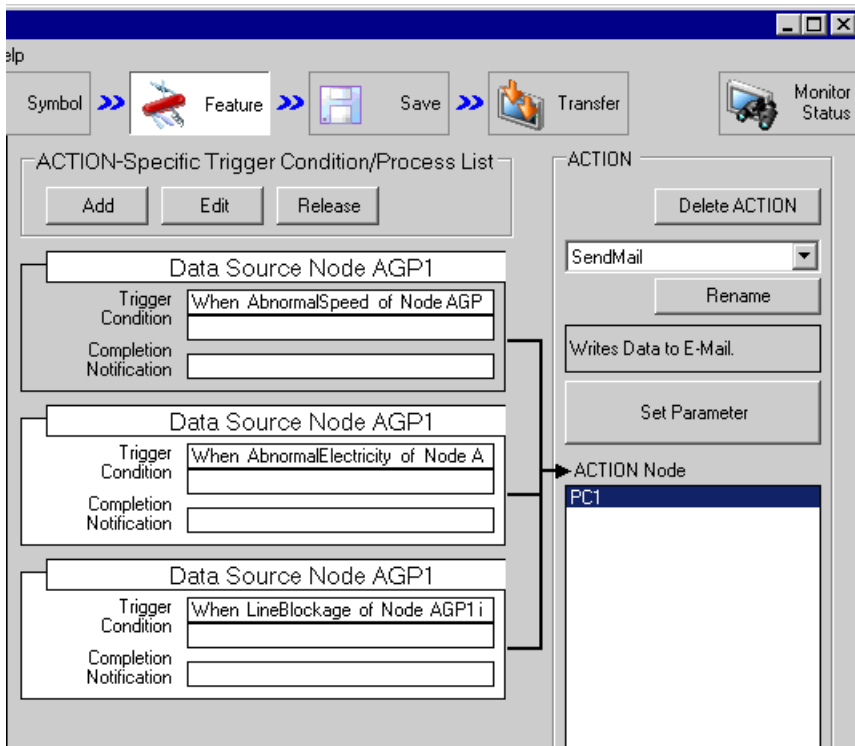 elp
Symbol
Feature
Save
Transfer
Monitor
Status
ACTION-Specific Trigger Condition/Process List
Add
Edit
Release
Data Source Node AGP1
Trigger
Condition
When AbnormalSpeed of Node AGP
Completion
Notification
Data Source Node AGP1
Trigger
Condition
When AbnormalElectricity of Node A
Completion
Notification
Data Source Node AGP1
Trigger
Condition
When LineBlockage of Node AGP1 i
Completion
Notification
ACTION
Delete ACTION
SendMail
Rename
Writes Data to E-Mail.
Set Parameter
ACTION Node
PC1